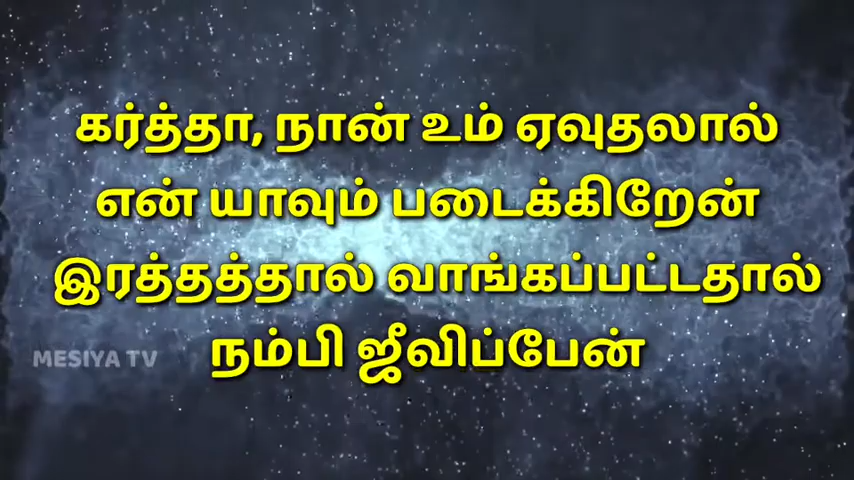 கர்த்தா, நான் உம் ஏவுதலால்
என் யாவும் படைக்கிறேன்
இரத்தத்தால் வாங்கப்பட்டதால்
நம்பி ஜீவிப்பேன்
MESIYA TV